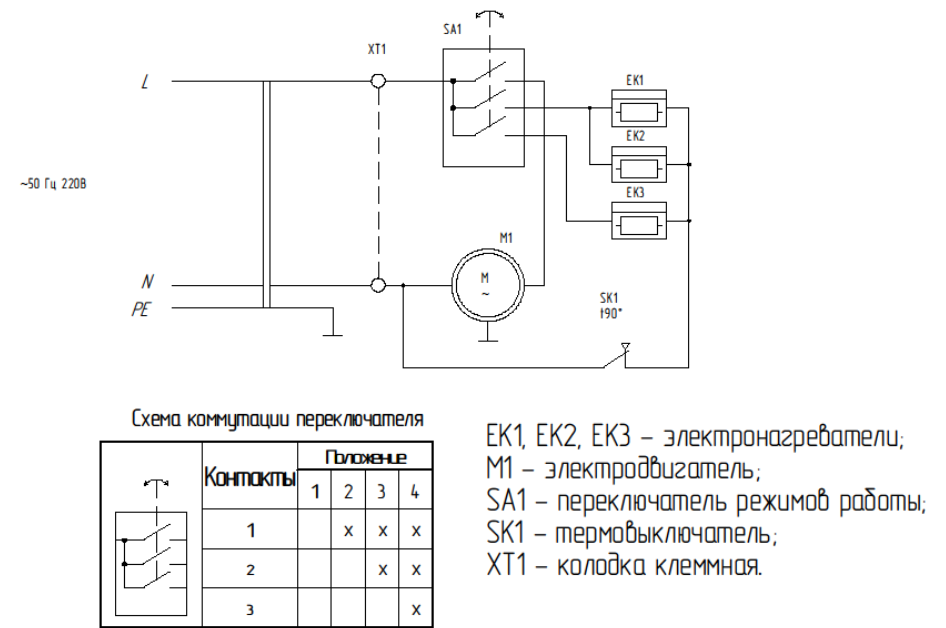 SA1
XT1
L
EK1
EK2
~50 Гц 220В
EK3
M1
N
M
~
PE
SK1
t90°
Схема коммутации переключателя
Контакты
Положение
1 2 3 4
1 x x x
2 x x
3 x
EK1, EK2, EK3 – электронагреватели;
M1 – электродвигатель;
SA1 – переключатель режимов работы;
SK1 – термовыключатель;
XT1 – колодка клеммная.